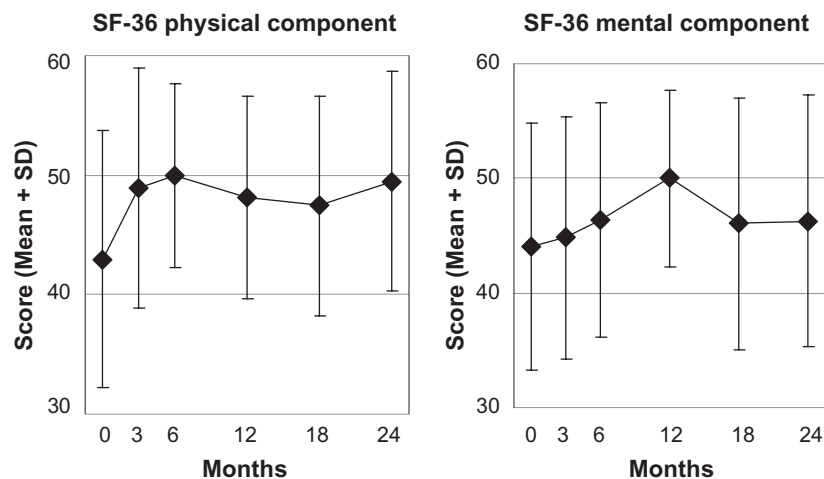 SF-36 physical component
60
50
40
30
Score (Mean + SD)
0 3 6 12 18 24
Months
SF-36 mental component
60
50
40
30
Score (Mean + SD)
0 3 6 12 18 24
Months